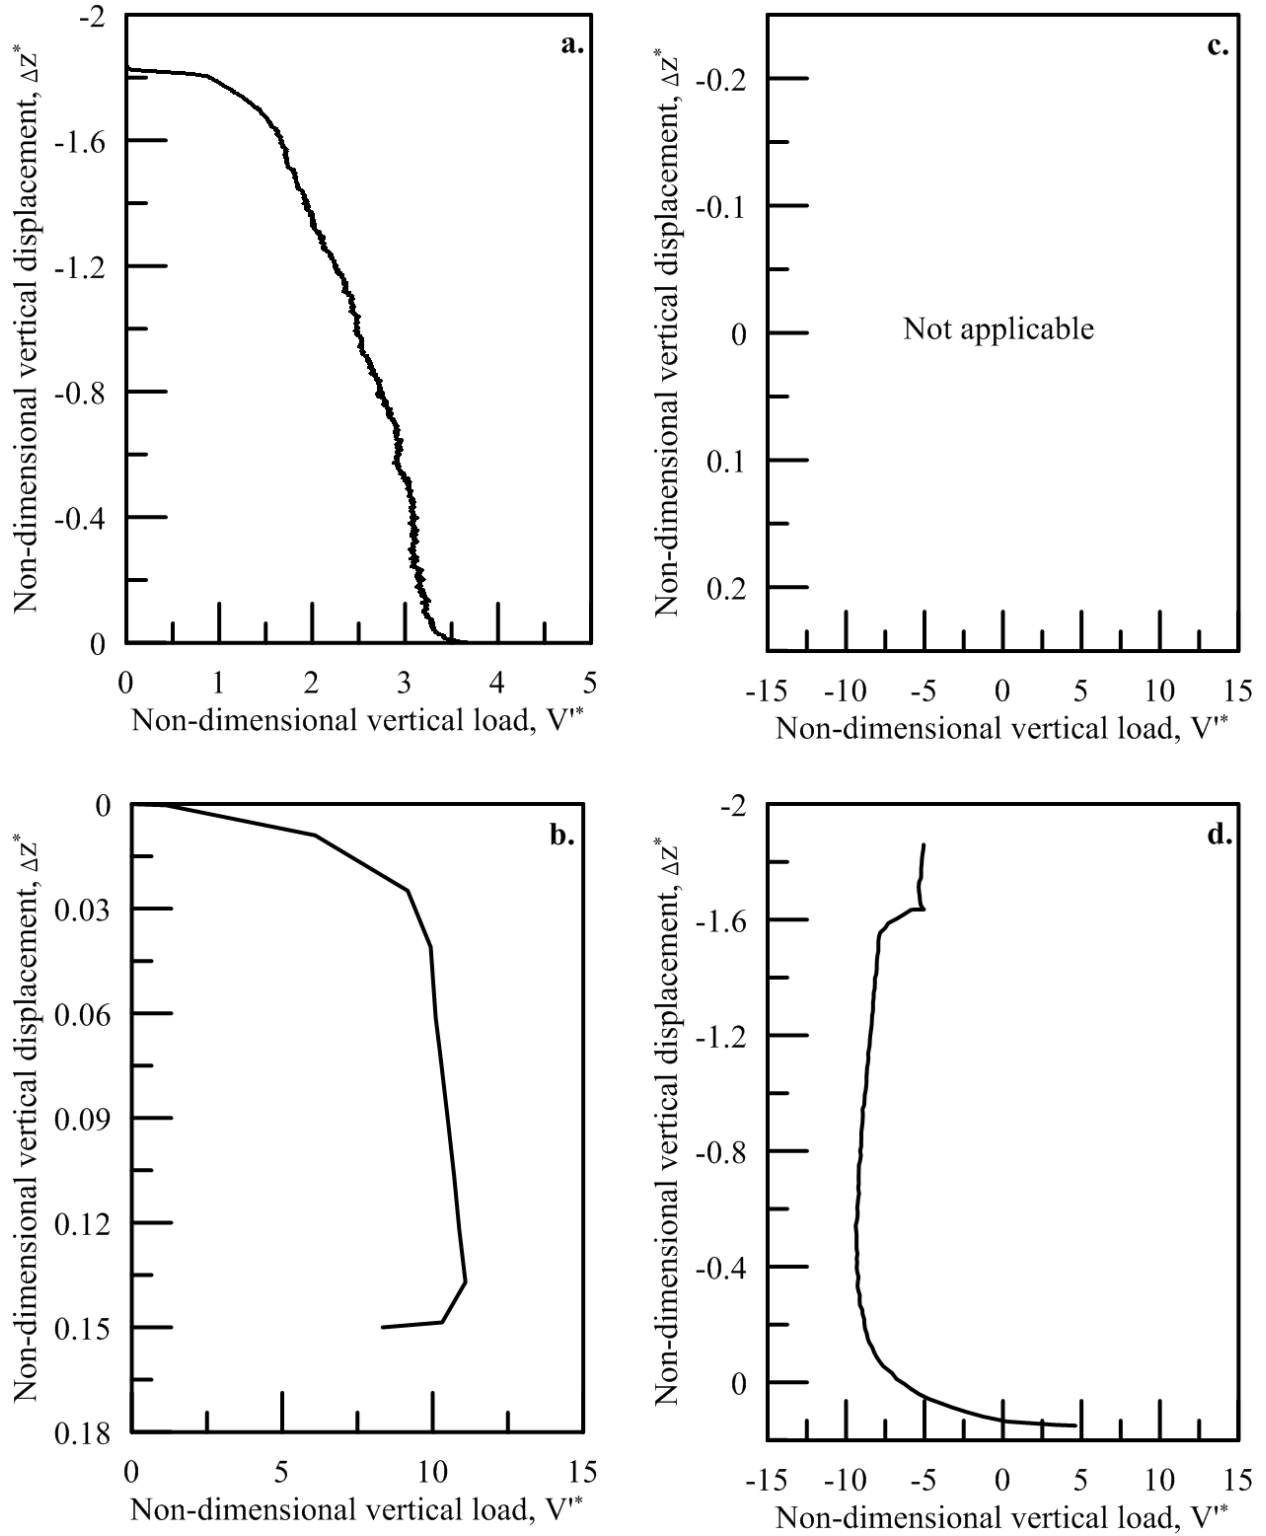 a.
Non-dimensional vertical displacement, Δz*
-2
-1.6
-1.2
-0.8
-0.4
0
0 1 2 3 4 5
Non-dimensional vertical load, V'*
c.
Non-dimensional vertical displacement, Δz*
-0.2
-0.1
0
0.1
0.2
Not applicable
-15 -10 -5 0 5 10 15
Non-dimensional vertical load, V'*
b.
Non-dimensional vertical displacement, Δz*
0
0.03
0.06
0.09
0.12
0.15
0.18
0 5 10 15
Non-dimensional vertical load, V'*
d.
Non-dimensional vertical displacement, Δz*
-2
-1.6
-1.2
-0.8
-0.4
0
-15 -10 -5 0 5 10 15
Non-dimensional vertical load, V'*